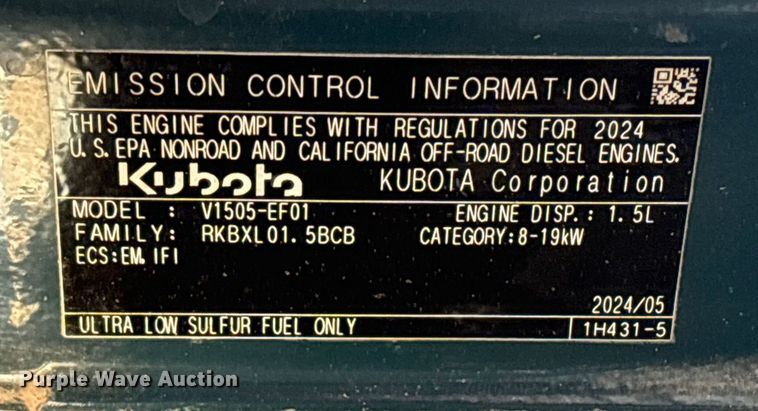 EMISSION CONTROL INFORMATION
THIS ENGINE COMPLIES WITH REGULATIONS FOR 2024
U.S. EPA NONROAD AND CALIFORNIA OFF-ROAD DIESEL ENGINES.
Kubota KUBOTA Corporation
MODEL : V1505-EF01 ENGINE DISP.: 1.5L
FAMILY: RKBXL01.5BCB CATEGORY:8-19kW
ECS:EM, IFI
2024/05
ULTRA LOW SULFUR FUEL ONLY 1H431-5
Purple Wave Auction